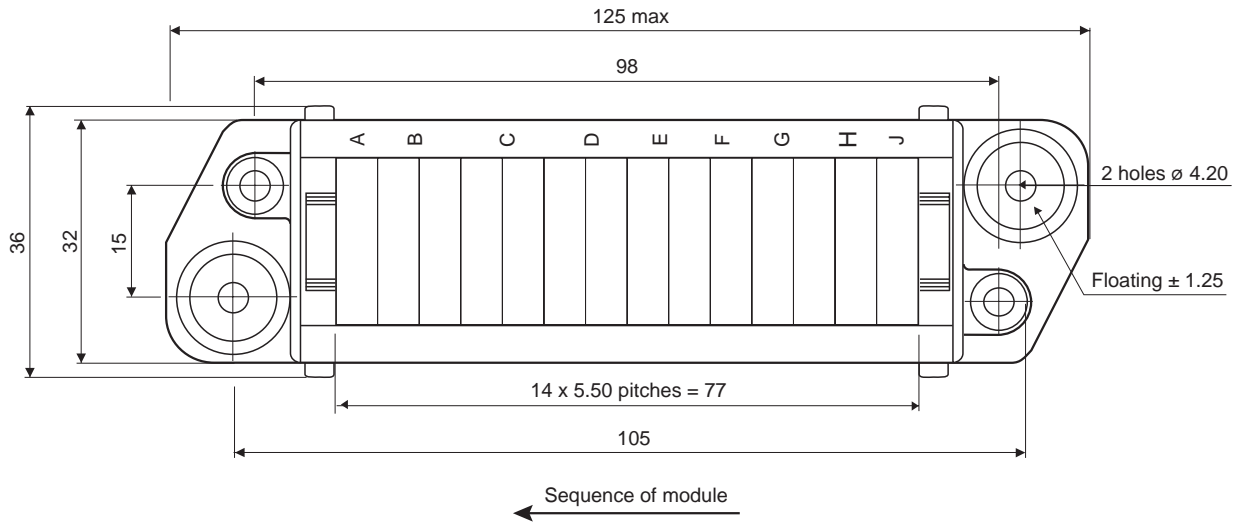 125 max
98
A B C D E F G H J
2 holes ø 4.20
36
32
15
Floating ± 1.25
14 x 5.50 pitches = 77
105
Sequence of module